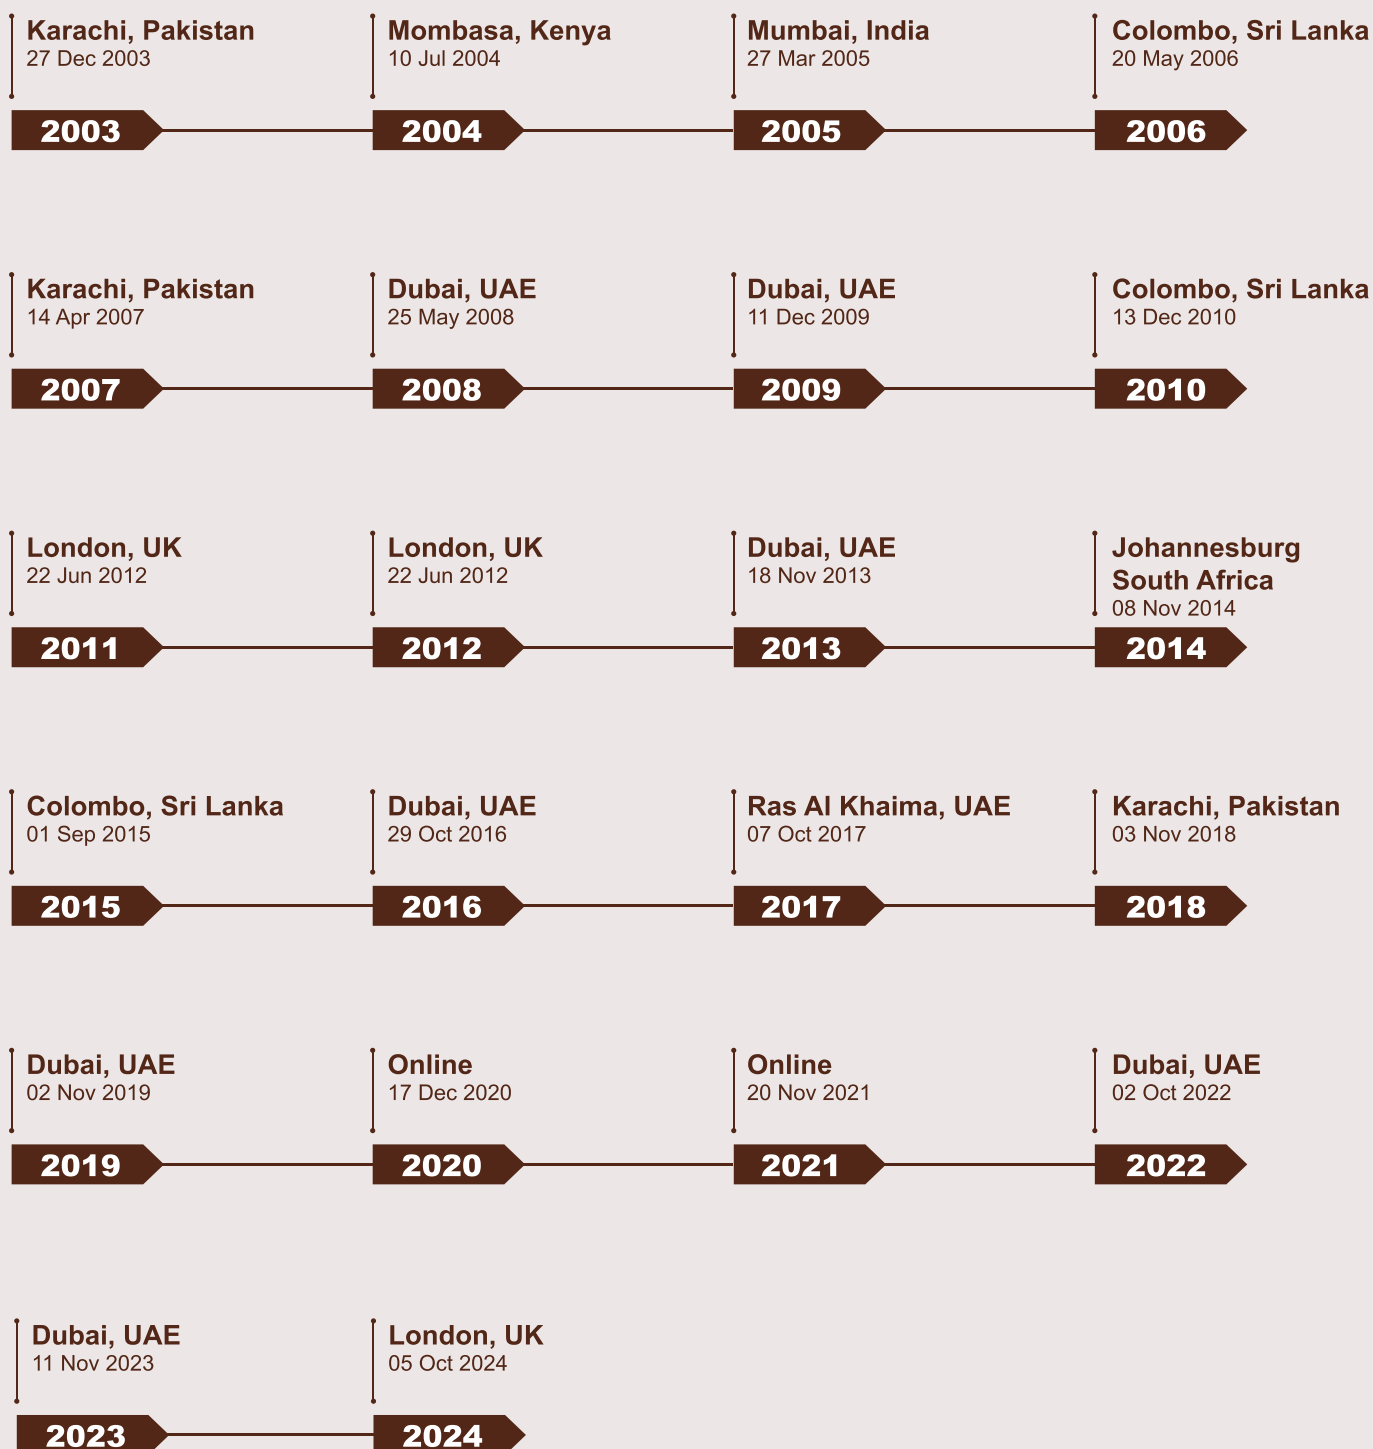 Karachi, Pakistan
27 Dec 2003
2003
Mombasa, Kenya
10 Jul 2004
2004
Mumbai, India
27 Mar 2005
2005
Colombo, Sri Lanka
20 May 2006
2006
Karachi, Pakistan
14 Apr 2007
2007
Dubai, UAE
25 May 2008
2008
Dubai, UAE
11 Dec 2009
2009
Colombo, Sri Lanka
13 Dec 2010
2010
London, UK
22 Jun 2012
2011
London, UK
22 Jun 2012
2012
Dubai, UAE
18 Nov 2013
2013
Johannesburg
South Africa
08 Nov 2014
2014
Colombo, Sri Lanka
01 Sep 2015
2015
Dubai, UAE
29 Oct 2016
2016
Ras Al Khaima, UAE
07 Oct 2017
2017
Karachi, Pakistan
03 Nov 2018
2018
Dubai, UAE
02 Nov 2019
2019
Online
17 Dec 2020
2020
Online
20 Nov 2021
2021
Dubai, UAE
02 Oct 2022
2022
Dubai, UAE
11 Nov 2023
2023
London, UK
05 Oct 2024
2024